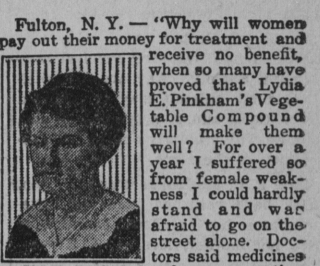 Fulton, N. Y. — "Why will women
pay out their money for treatment and
receive no benefit,
when so many have
proved that Lydia
E. Pinkham's Vege-
table Compound
will make them
well? For over a
year I suffered so
from female weak-
ness I could hardly
stand and was
afraid to go on the
street alone. Doc-
tors said medicines